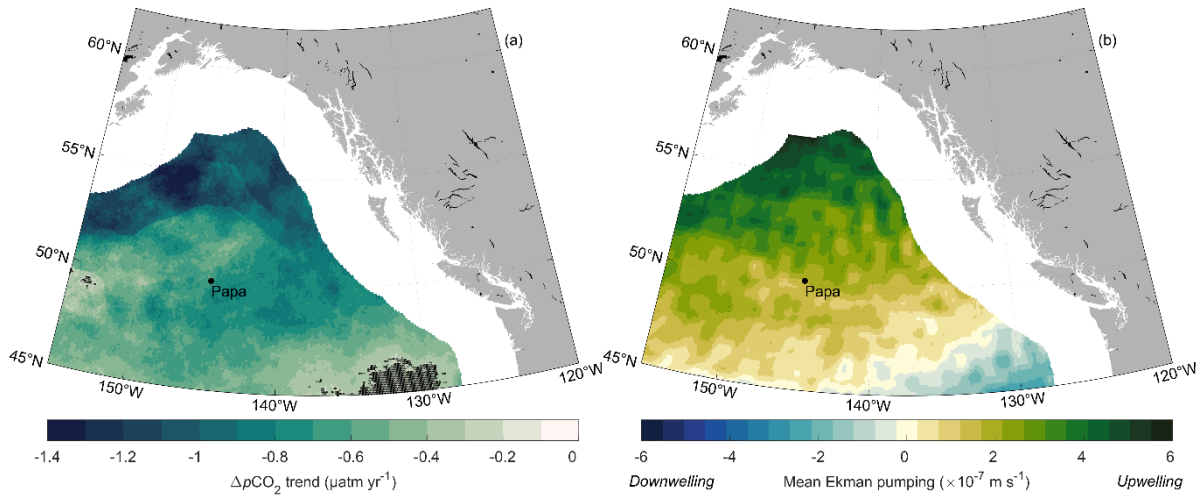 (a)
60°N
55°N
50°N
45°N
Papa
150°W
140°W
130°W
120°W
-1.4 -1.2 -1 -0.8 -0.6 -0.4 -0.2 0
ΔpCO₂ trend (µatm yr⁻¹)
(b)
60°N
55°N
50°N
45°N
Papa
150°W
140°W
130°W
120°W
-6 -4 -2 0 2 4 6
Downwelling Mean Ekman pumping (×10⁻⁷ m s⁻¹) Upwelling